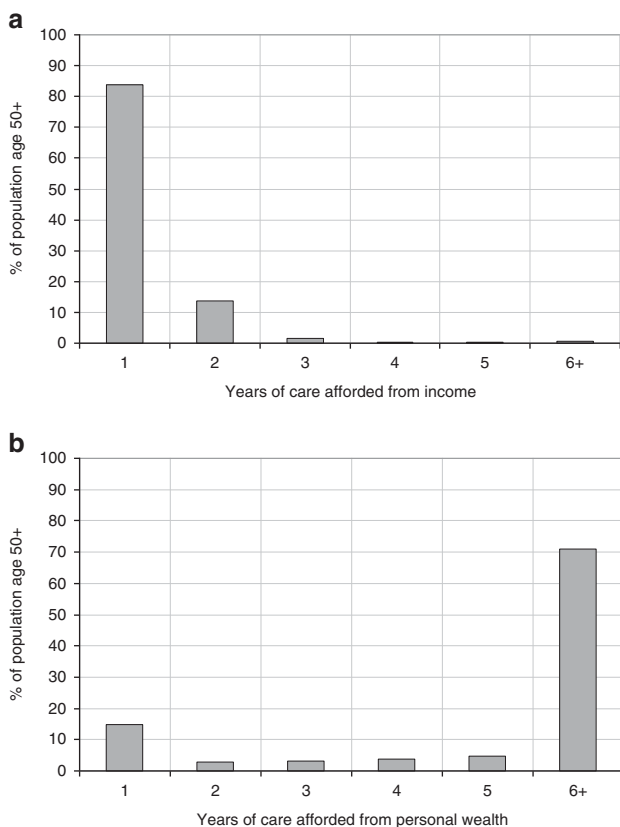 a
100
90
80
70
60
50
40
30
20
10
0
% of population age 50+
1 2 3 4 5 6+
Years of care afforded from income
b
100
90
80
70
60
50
40
30
20
10
0
% of population age 50+
1 2 3 4 5 6+
Years of care afforded from personal wealth